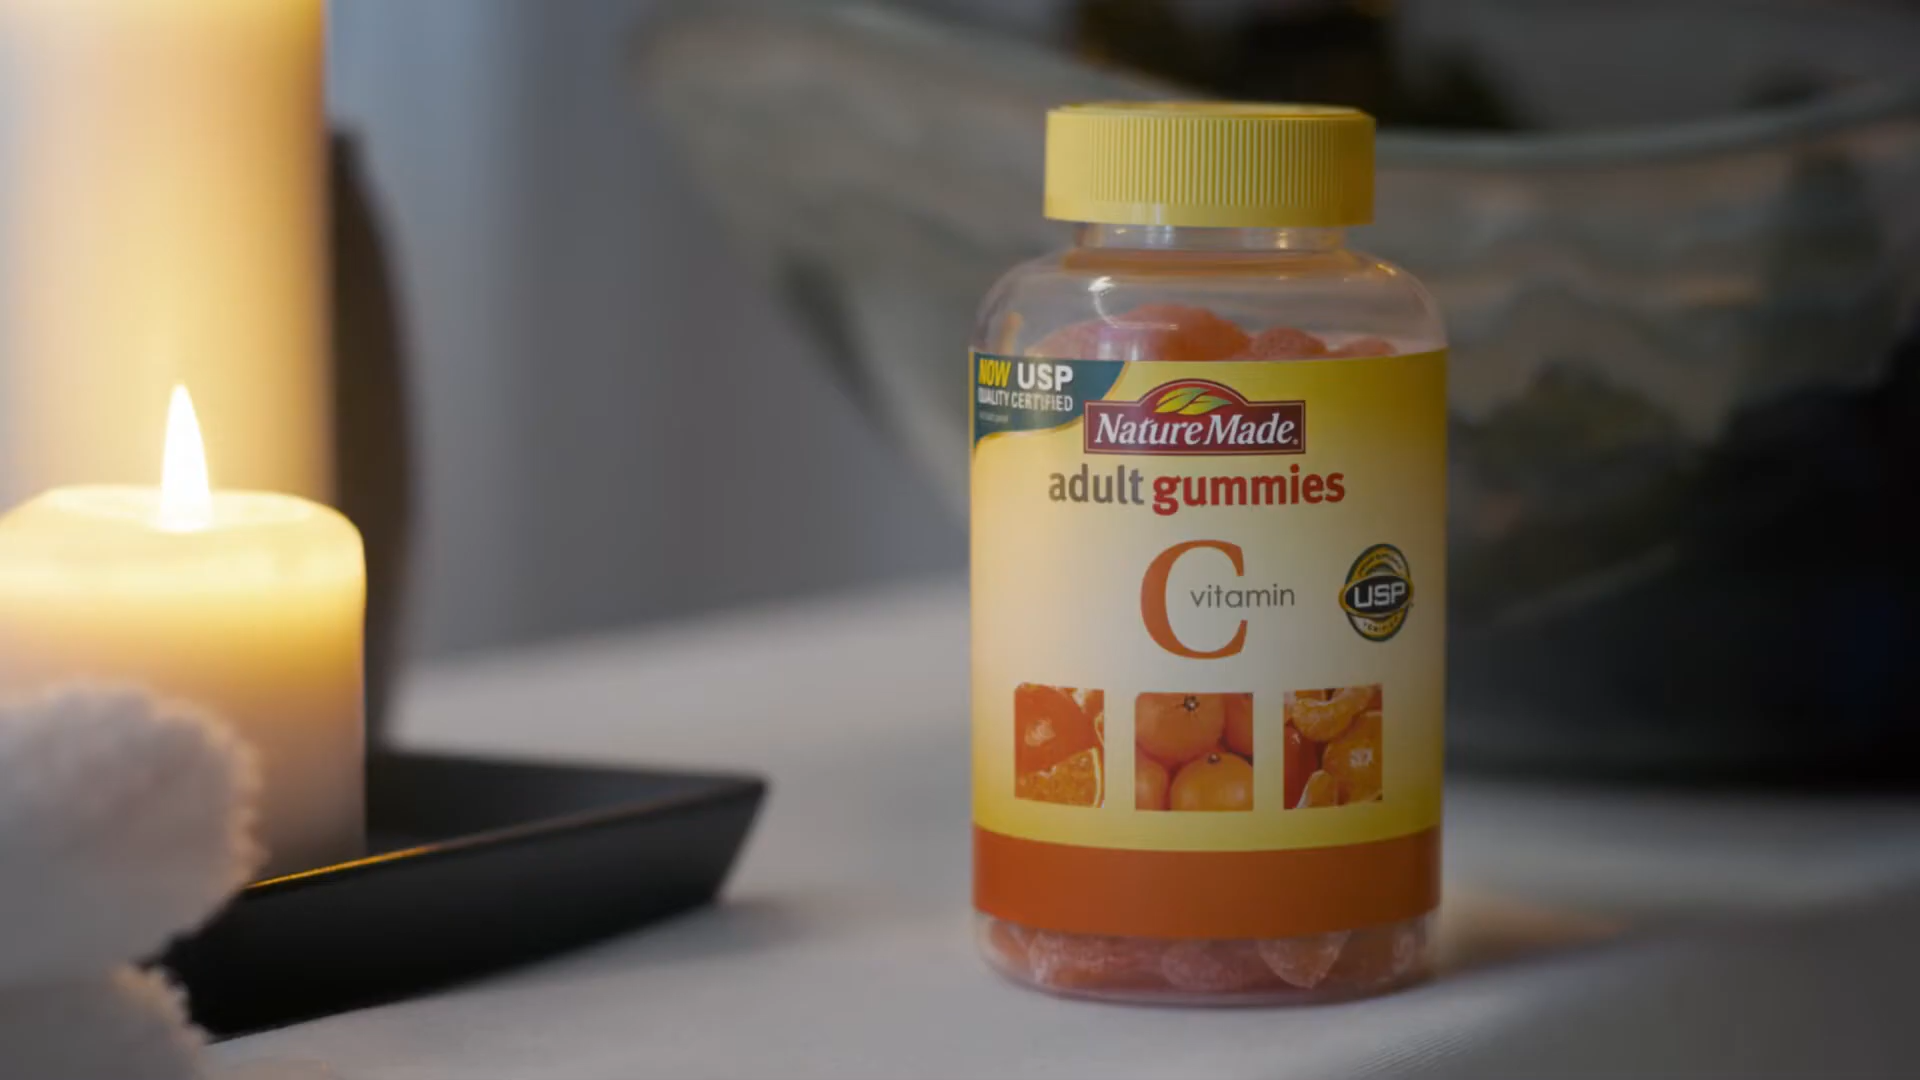 NOW USP
QUALITY CERTIFIED
Nature Made
adult gummies
C
vitamin
USP